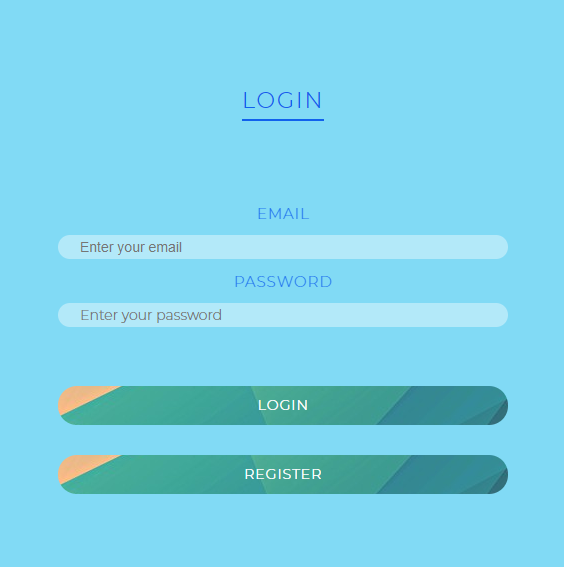 LOGIN
EMAIL
Enter your email
PASSWORD
Enter your password
LOGIN
REGISTER